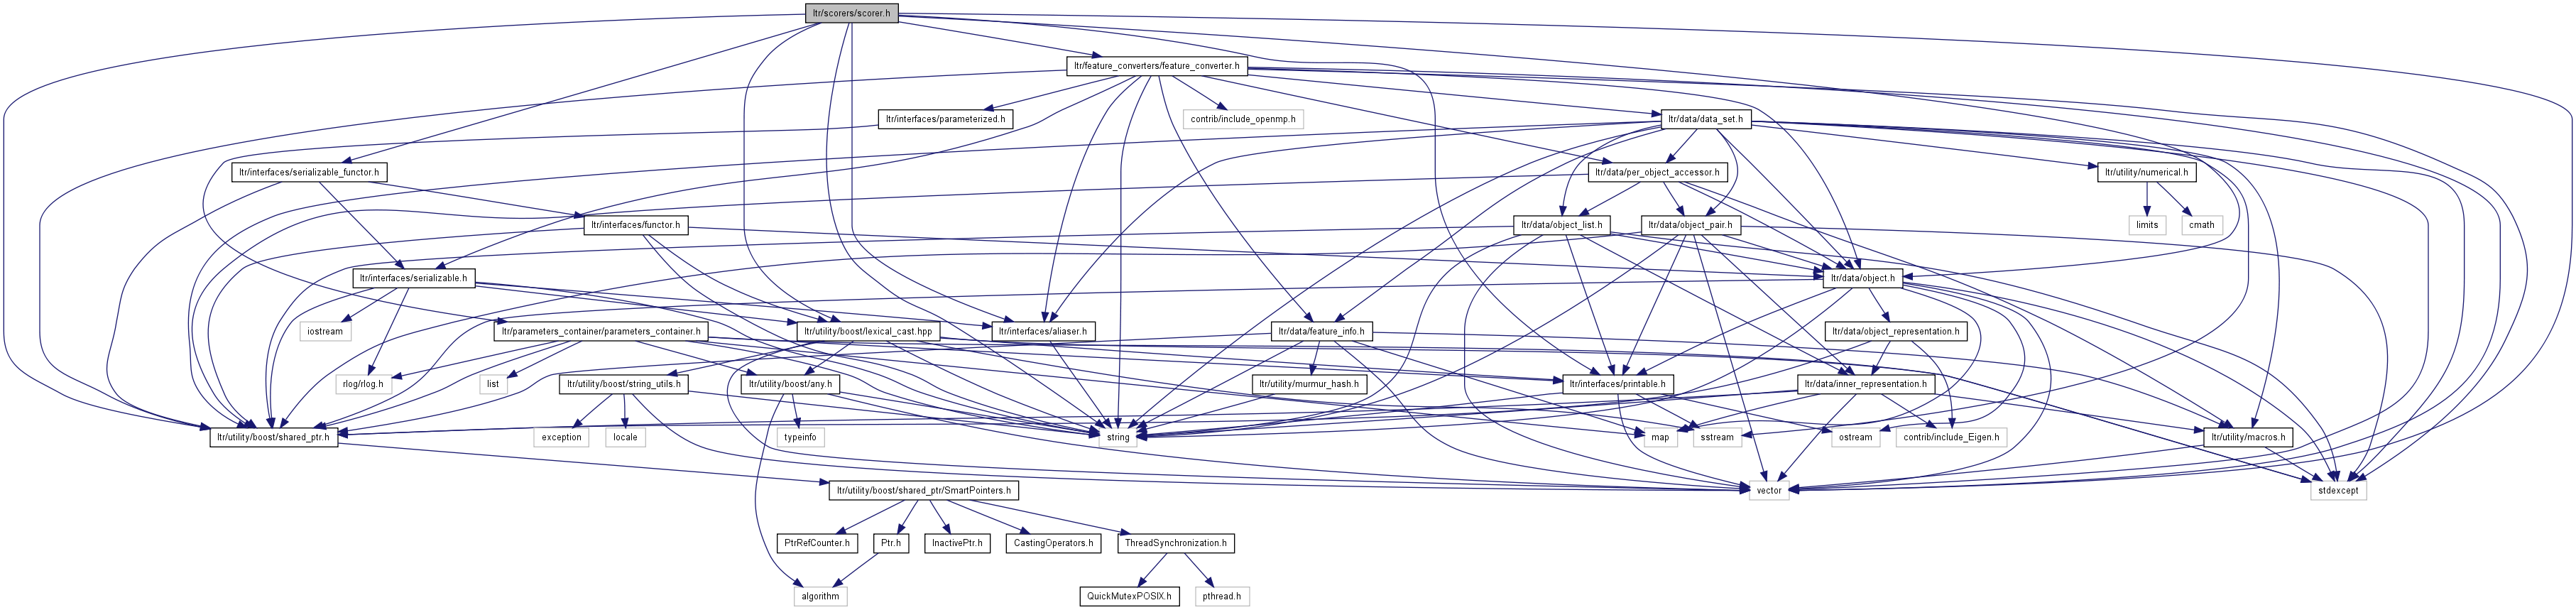 ltr/scorers/scorer.h
ltr/feature_converters/feature_converter.h
ltr/interfaces/parameterized.h
contrib/include_openmp.h
ltr/data/data_set.h
ltr/interfaces/serializable_functor.h
ltr/data/per_object_accessor.h
ltr/utility/numerical.h
ltr/interfaces/functor.h
ltr/data/object_list.h
ltr/data/object_pair.h
limits
cmath
ltr/interfaces/serializable.h
ltr/data/object.h
iostream
ltr/parameters_container/parameters_container.h
ltr/utility/boost/lexical_cast.hpp
ltr/interfaces/aliaser.h
ltr/data/feature_info.h
ltr/data/object_representation.h
rlog/rlog.h
list
ltr/utility/boost/string_utils.h
ltr/utility/boost/any.h
ltr/utility/murmur_hash.h
ltr/interfaces/printable.h
ltr/data/inner_representation.h
ltr/utility/boost/shared_ptr.h
exception
locale
typeinfo
string
map
sstream
ostream
contrib/include_Eigen.h
ltr/utility/macros.h
ltr/utility/boost/shared_ptr/SmartPointers.h
vector
stdexcept
PtrRefCounter.h
Ptr.h
InactivePtr.h
CastingOperators.h
ThreadSynchronization.h
algorithm
QuickMutexPOSIX.h
pthread.h